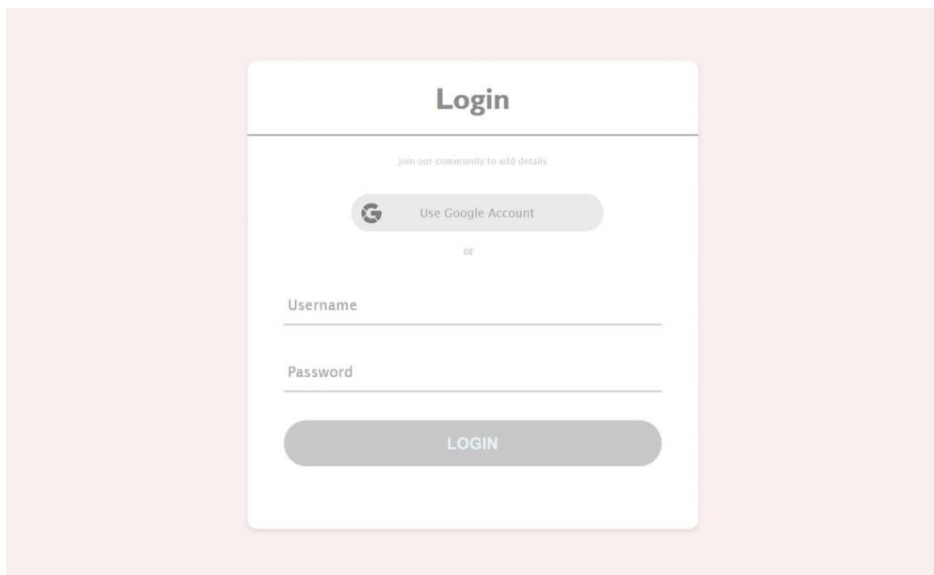 Login
Join our community to add details
Use Google Account
or
Username
Password
LOGIN